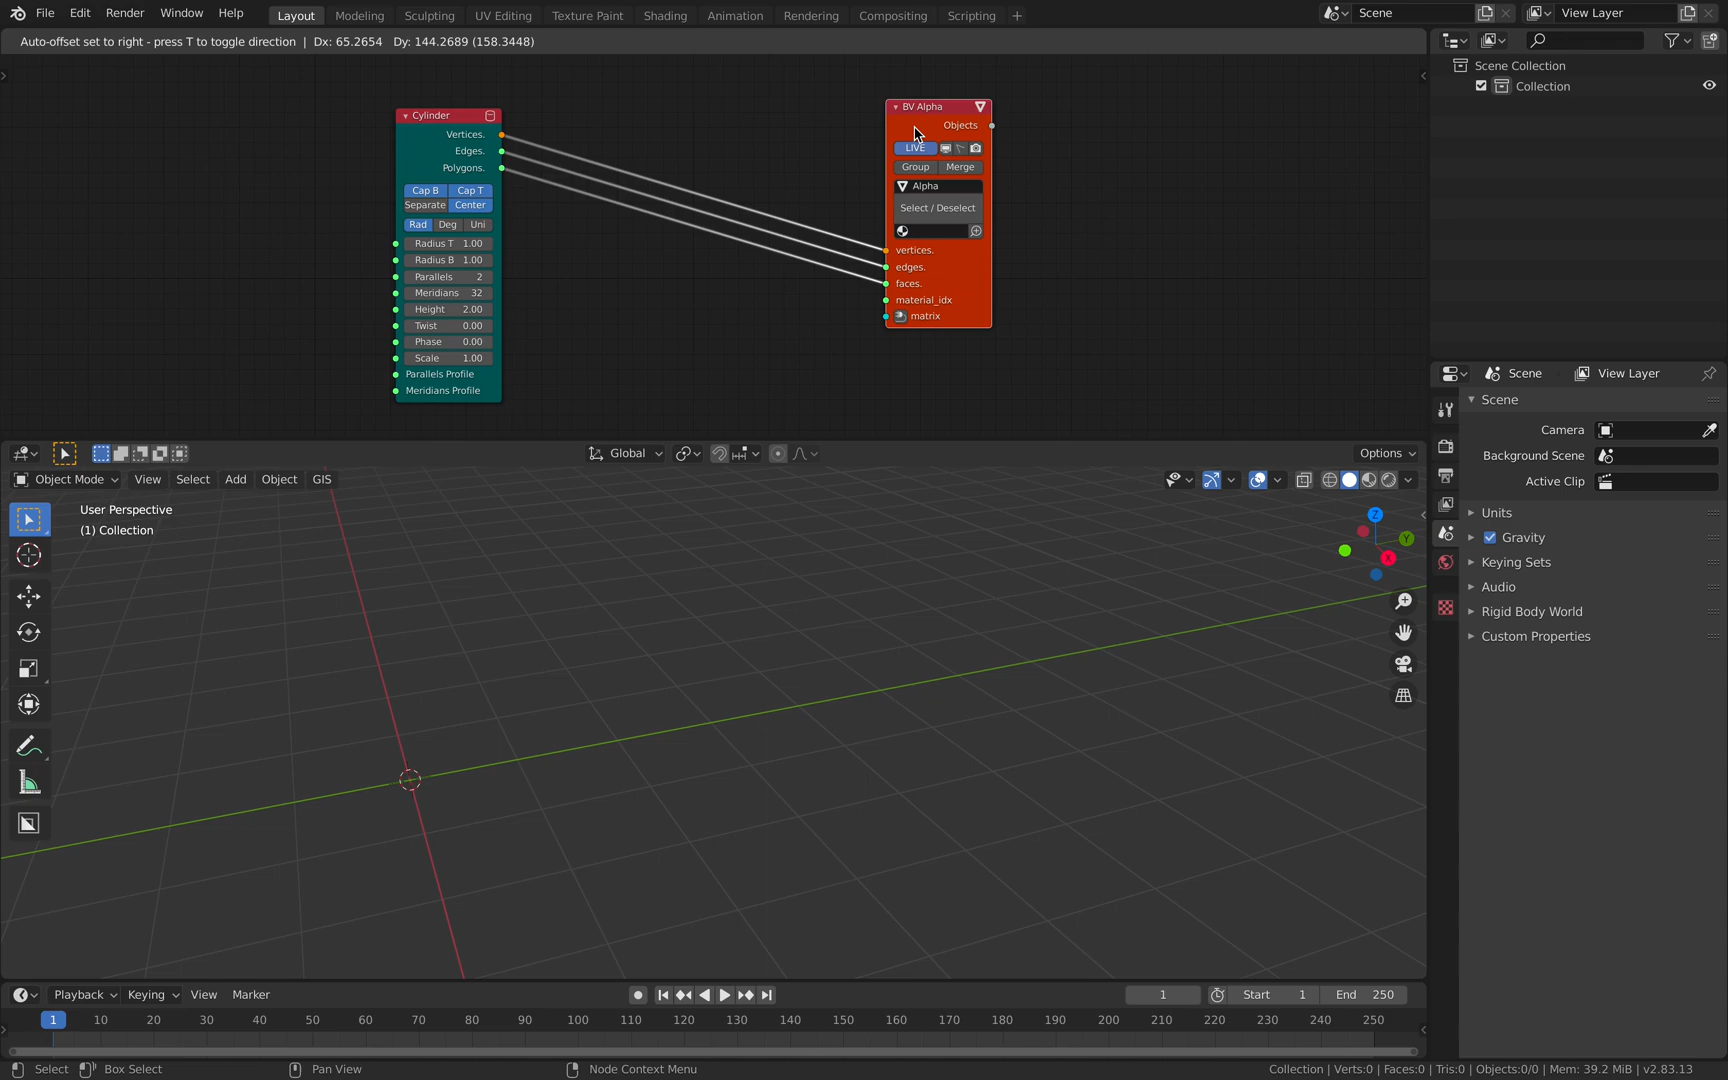 File Edit Render Window Help
Layout Modeling Sculpting UV Editing Texture Paint Shading Animation Rendering Compositing Scripting +
Scene
View Layer
Auto-offset set to right - press T to toggle direction | Dx: 65.2654 Dy: 144.2689 (158.3448)
Cylinder
Vertices.
Edges.
Polygons.
Cap B Cap T
Separate Center
Rad Deg Uni
Radius T 1.00
Radius B 1.00
Parallels 2
Meridians 32
Height 2.00
Twist 0.00
Phase 0.00
Scale 1.00
Parallels Profile
Meridians Profile
BV Alpha
Objects
LIVE
Group Merge
Alpha
Select / Deselect
vertices.
edges.
faces.
material_idx
matrix
Scene Collection
Collection
Scene View Layer
Scene
Camera
Background Scene
Active Clip
Units
Gravity
Keying Sets
Audio
Rigid Body World
Custom Properties
Global
Options
Object Mode View Select Add Object GIS
User Perspective
(1) Collection
Z
Y
X
Playback Keying View Marker
1
Start 1 End 250
1 10 20 30 40 50 60 70 80 90 100 110 120 130 140 150 160 170 180 190 200 210 220 230 240 250
Select Box Select Pan View Node Context Menu
Collection | Verts:0 | Faces:0 | Tris:0 | Objects:0/0 | Mem: 39.2 MiB | v2.83.13